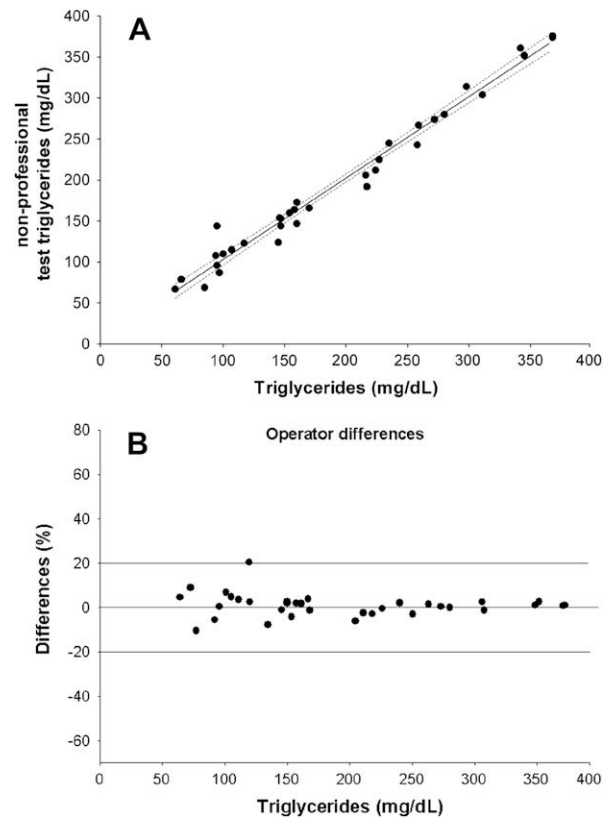 A
non-professional
test triglycerides (mg/dL)
400
350
300
250
200
150
100
50
0
0 50 100 150 200 250 300 350 400
Triglycerides (mg/dL)
B
Operator differences
Differences (%)
80
60
40
20
0
-20
-40
-60
0 50 100 150 200 250 300 350 400
Triglycerides (mg/dL)